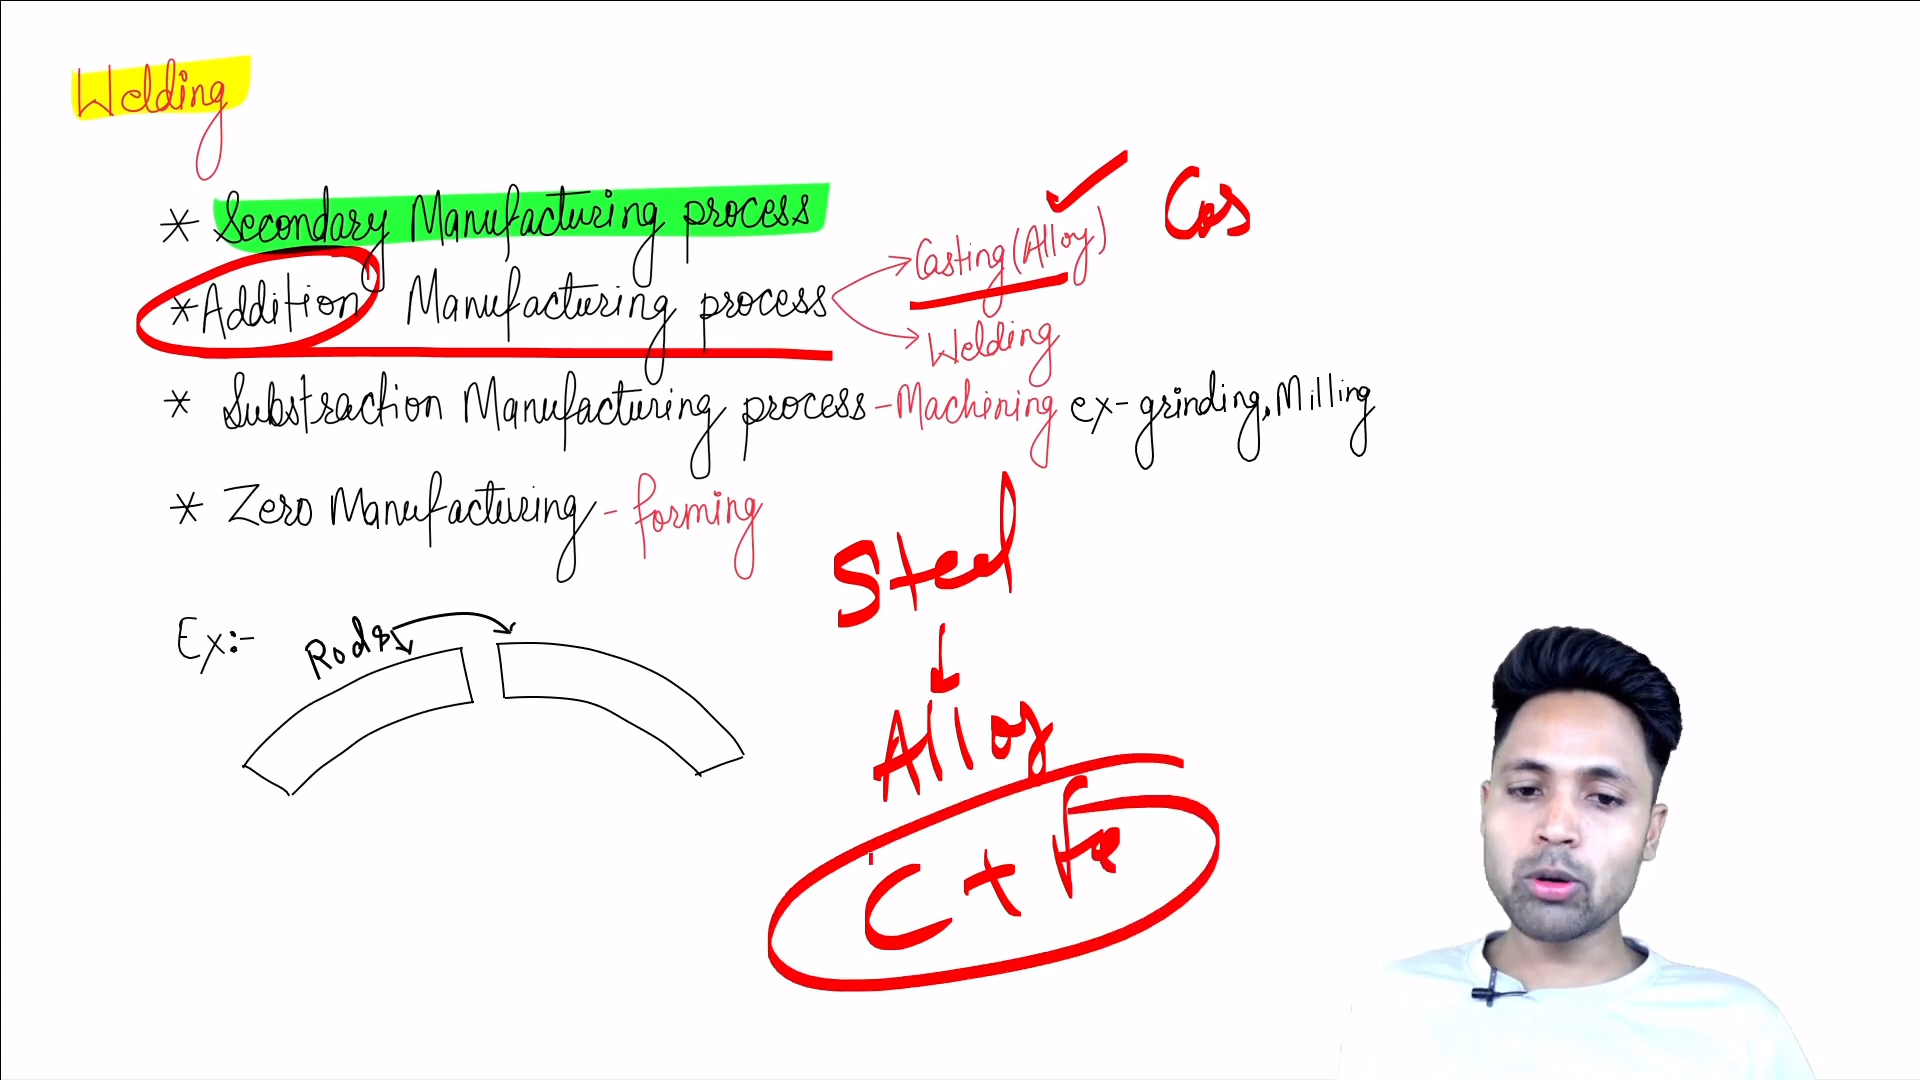 Welding
* Secondary Manufacturing process
* Addition Manufacturing process
Casting (Alloy)
Cas
Welding
* Substraction Manufacturing process - Machining ex- grinding, Milling
* Zero Manufacturing - forming
Steel
Alloy
C + Fe
Ex:-
Rods